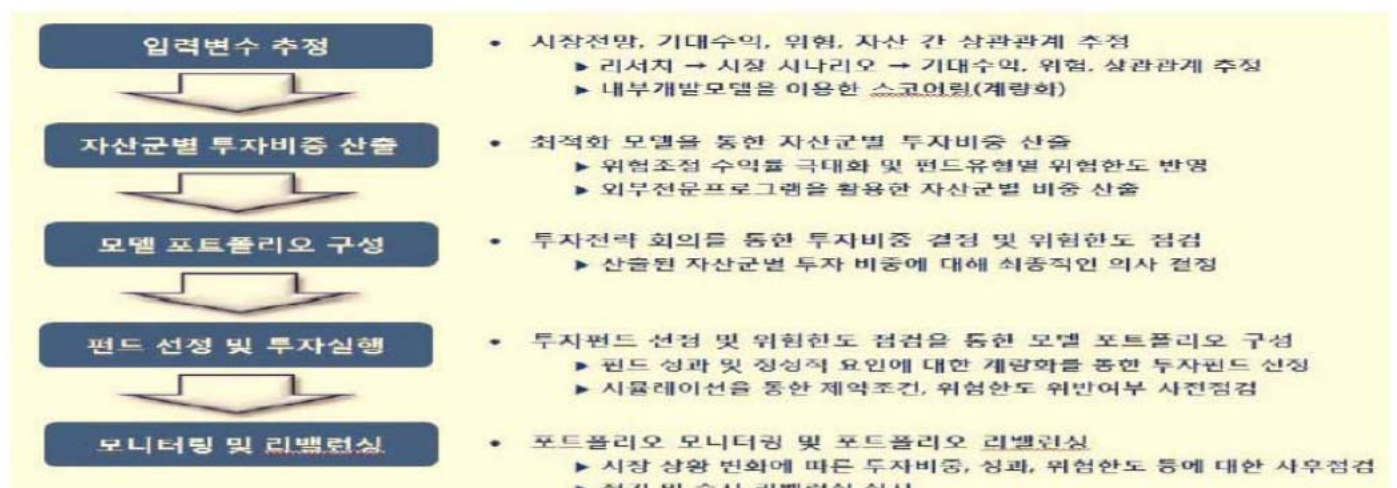 입력변수 추정
• 시장전망, 기대수익, 위험, 자산 간 상관관계 추정
▶ 리서치 → 시장 시나리오 → 기대수익, 위험, 상관관계 추정
▶ 내부개발모델을 이용한 스코어링(계량화)
자산군별 투자비중 산출
• 최적화 모델을 통한 자산군별 투자비중 산출
▶ 위험조정 수익률 극대화 및 펀드유형별 위험한도 반영
▶ 외부전문프로그램을 활용한 자산군별 비중 산출
모델 포트폴리오 구성
• 투자전략 회의를 통한 투자비중 결정 및 위험한도 점검
▶ 산출된 자산군별 투자 비중에 대해 최종적인 의사 결정
펀드 선정 및 투자실행
• 투자펀드 선정 및 위험한도 점검을 통한 모델 포트폴리오 구성
▶ 펀드 성과 및 정성적 요인에 대한 계량화를 통한 투자펀드 선정
▶ 시뮬레이션을 통한 제약조건, 위험한도 위반여부 사전점검
모니터링 및 리밸런싱
• 포트폴리오 모니터링 및 포트폴리오 리밸런싱
▶ 시장 상황 변화에 따른 투자비중, 성과, 위험한도 등에 대한 사후점검